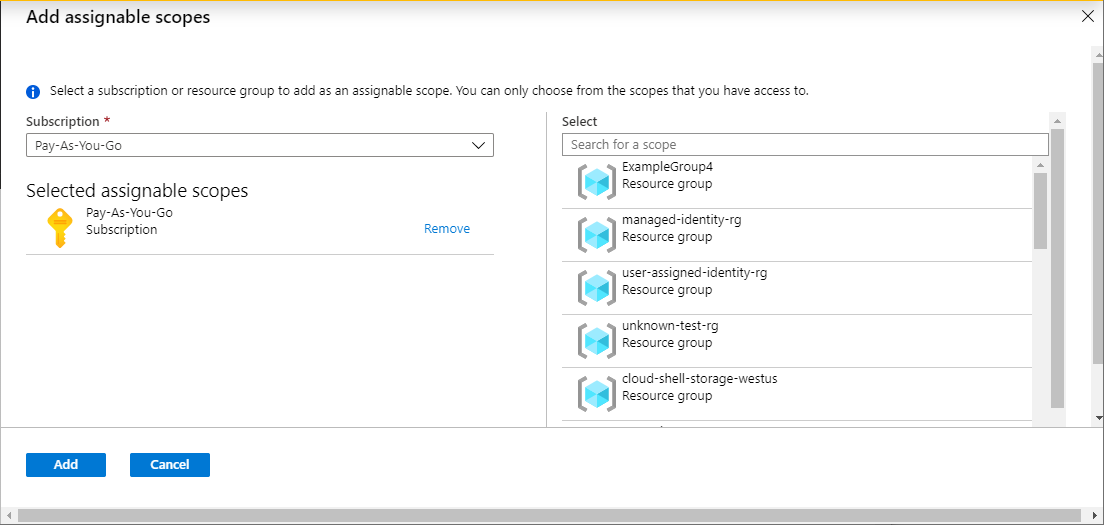 Add assignable scopes
Select a subscription or resource group to add as an assignable scope. You can only choose from the scopes that you have access to.
Subscription *
Pay-As-You-Go
Selected assignable scopes
Pay-As-You-Go
Subscription
Remove
Select
Search for a scope
ExampleGroup4
Resource group
managed-identity-rg
Resource group
user-assigned-identity-rg
Resource group
unknown-test-rg
Resource group
cloud-shell-storage-westus
Resource group
Add
Cancel